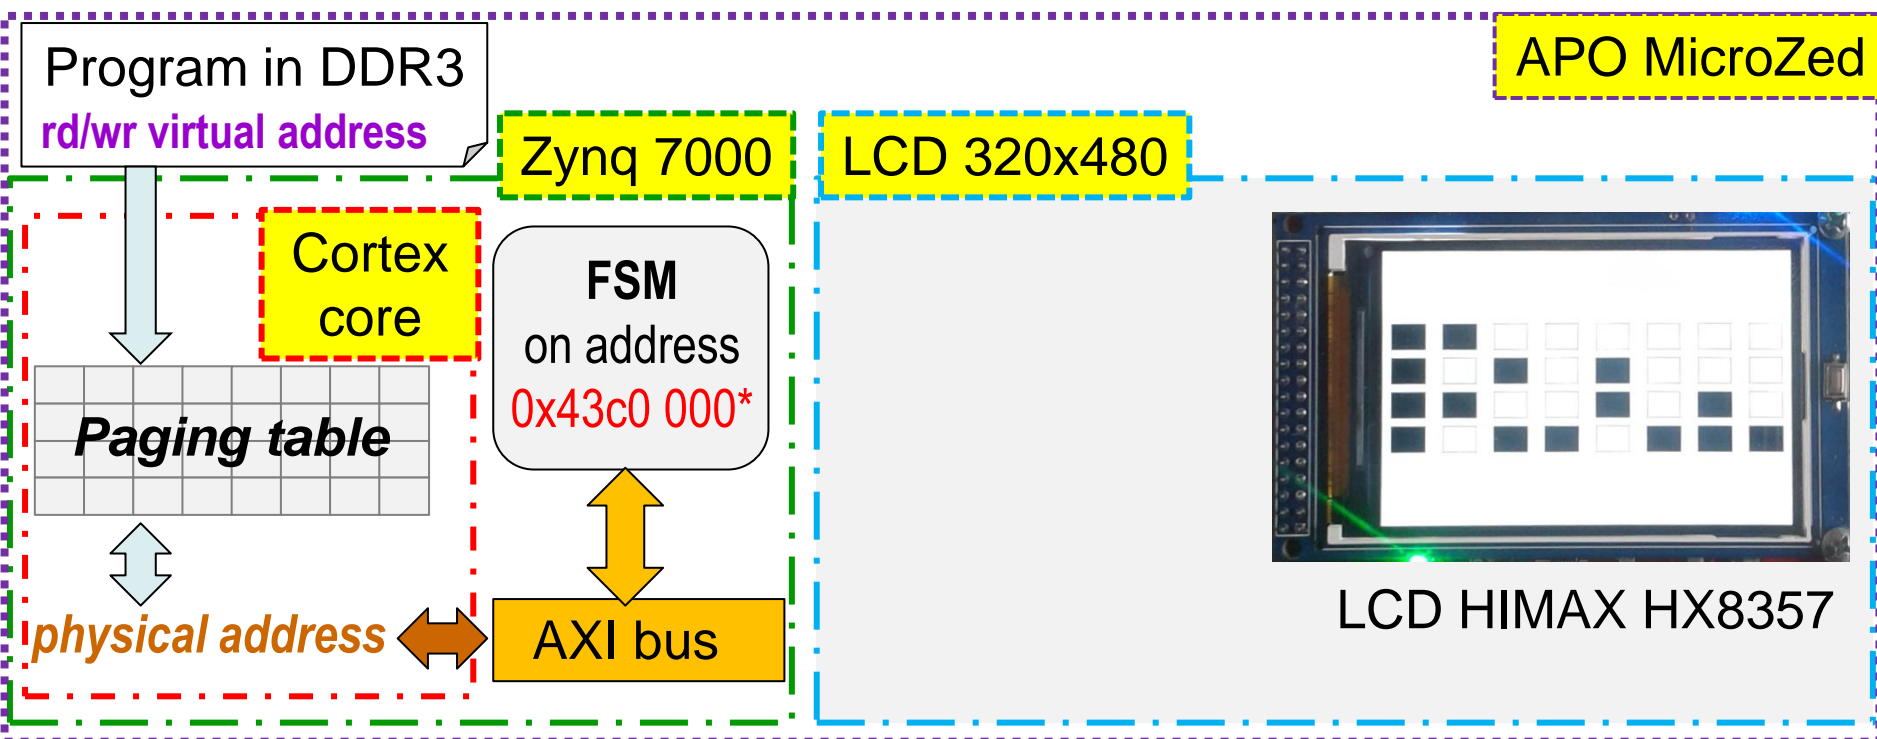 Program in DDR3
rd/wr virtual address
APO MicroZed
Zynq 7000
LCD 320x480
Cortex
core
FSM
on address
0x43c0 000*
Paging table
physical address
AXI bus
LCD HIMAX HX8357